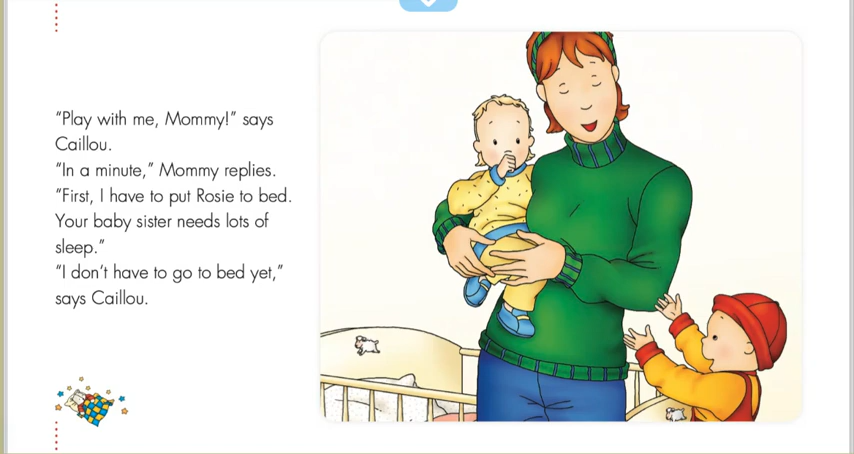 “Play with me, Mommy!” says
Caillou.
“In a minute,” Mommy replies.
“First, I have to put Rosie to bed.
Your baby sister needs lots of
sleep.”
“I don’t have to go to bed yet,”
says Caillou.